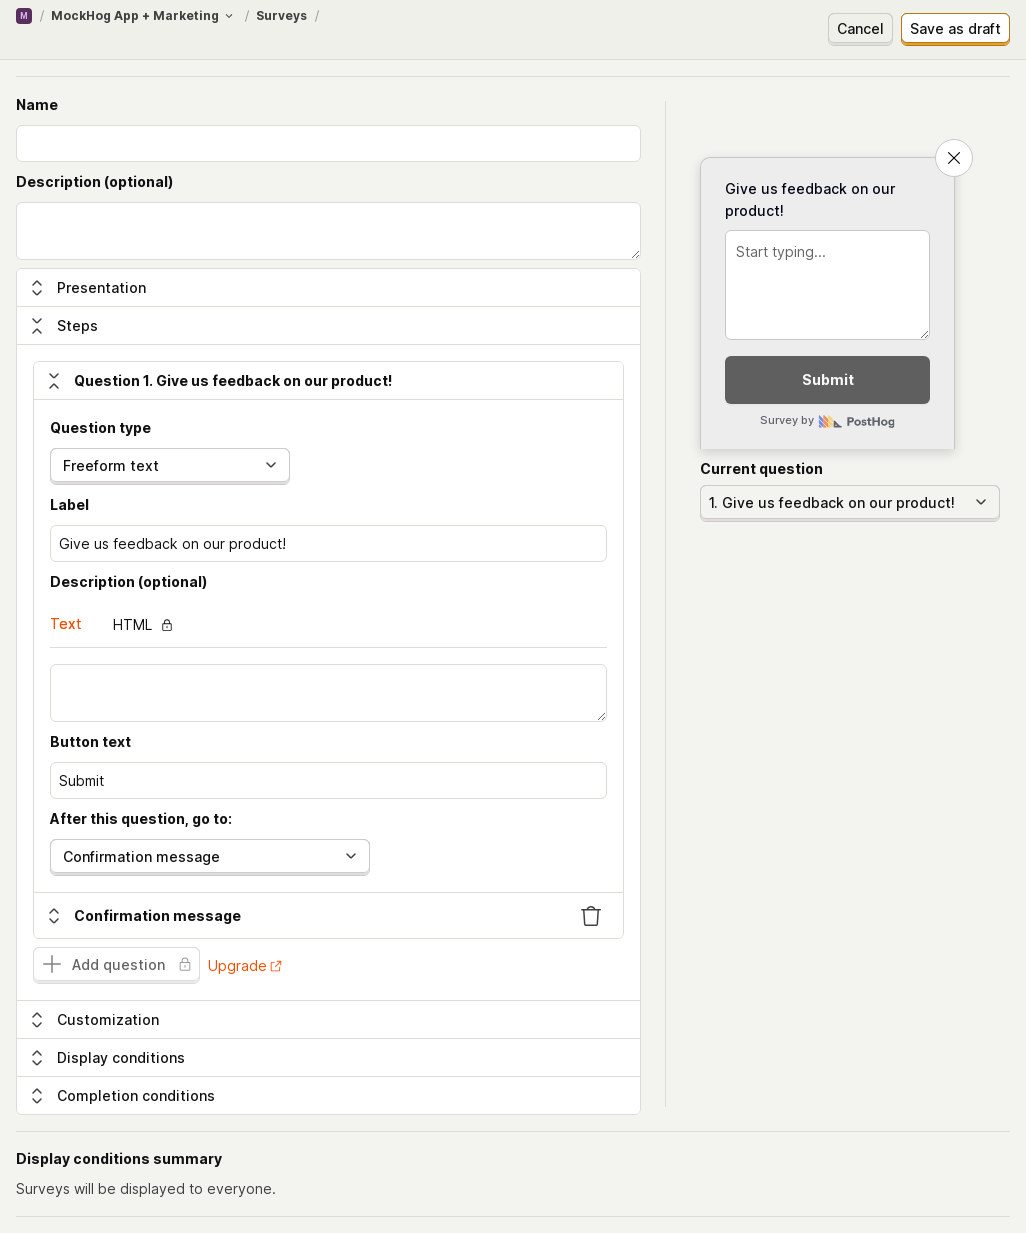 M / MockHog App + Marketing / Surveys /
Cancel
Save as draft
Name
Description (optional)
Presentation
Steps
Question 1. Give us feedback on our product!
Question type
Freeform text
Label
Give us feedback on our product!
Description (optional)
Text
HTML
Button text
Submit
After this question, go to:
Confirmation message
Confirmation message
Add question
Upgrade
Customization
Display conditions
Completion conditions
Give us feedback on our
product!
Start typing...
Submit
Survey by PostHog
Current question
1. Give us feedback on our product!
Display conditions summary
Surveys will be displayed to everyone.